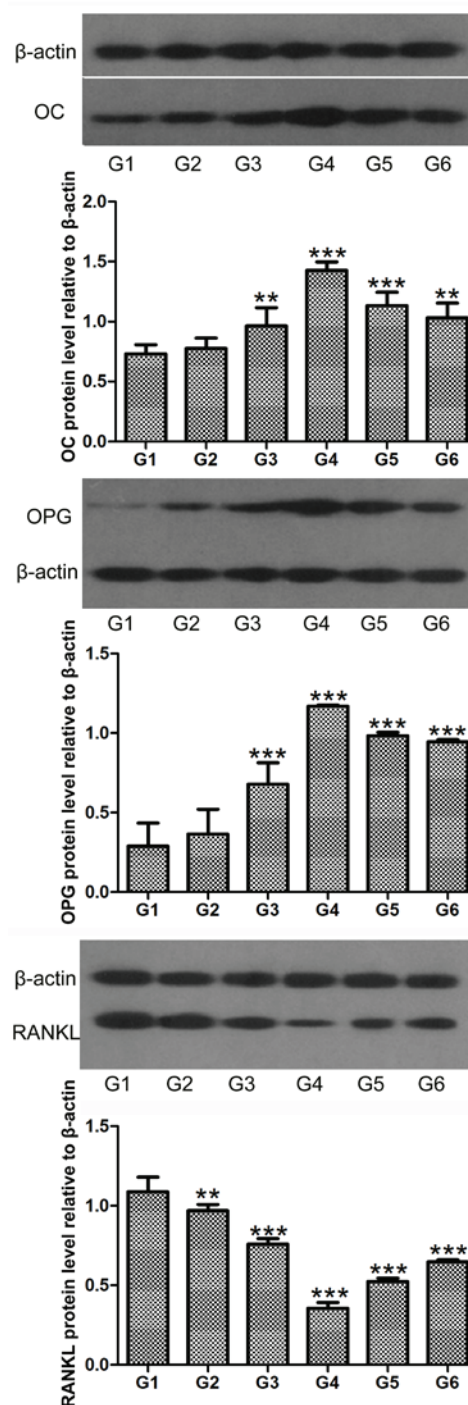 β-actin
OC
G1 G2 G3 G4 G5 G6
OC protein level relative to β-actin
2.0
1.5
1.0
0.5
0.0
** *** *** **
G1 G2 G3 G4 G5 G6
OPG
β-actin
G1 G2 G3 G4 G5 G6
OPG protein level relative to β-actin
1.5
1.0
0.5
0.0
*** *** *** ***
G1 G2 G3 G4 G5 G6
β-actin
RANKL
G1 G2 G3 G4 G5 G6
RANKL protein level relative to β-actin
1.5
1.0
0.5
0.0
** *** *** *** ***
G1 G2 G3 G4 G5 G6